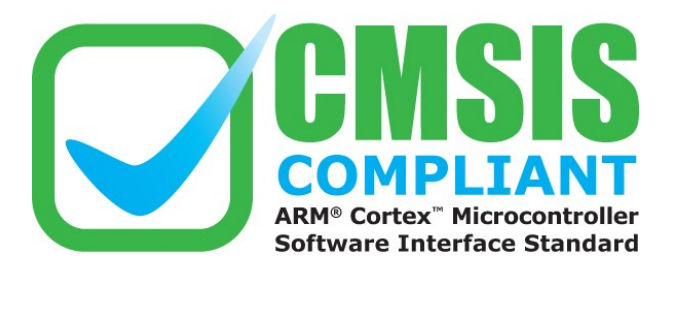 CMSIS
COMPLIANT
ARM® Cortex™ Microcontroller
Software Interface Standard